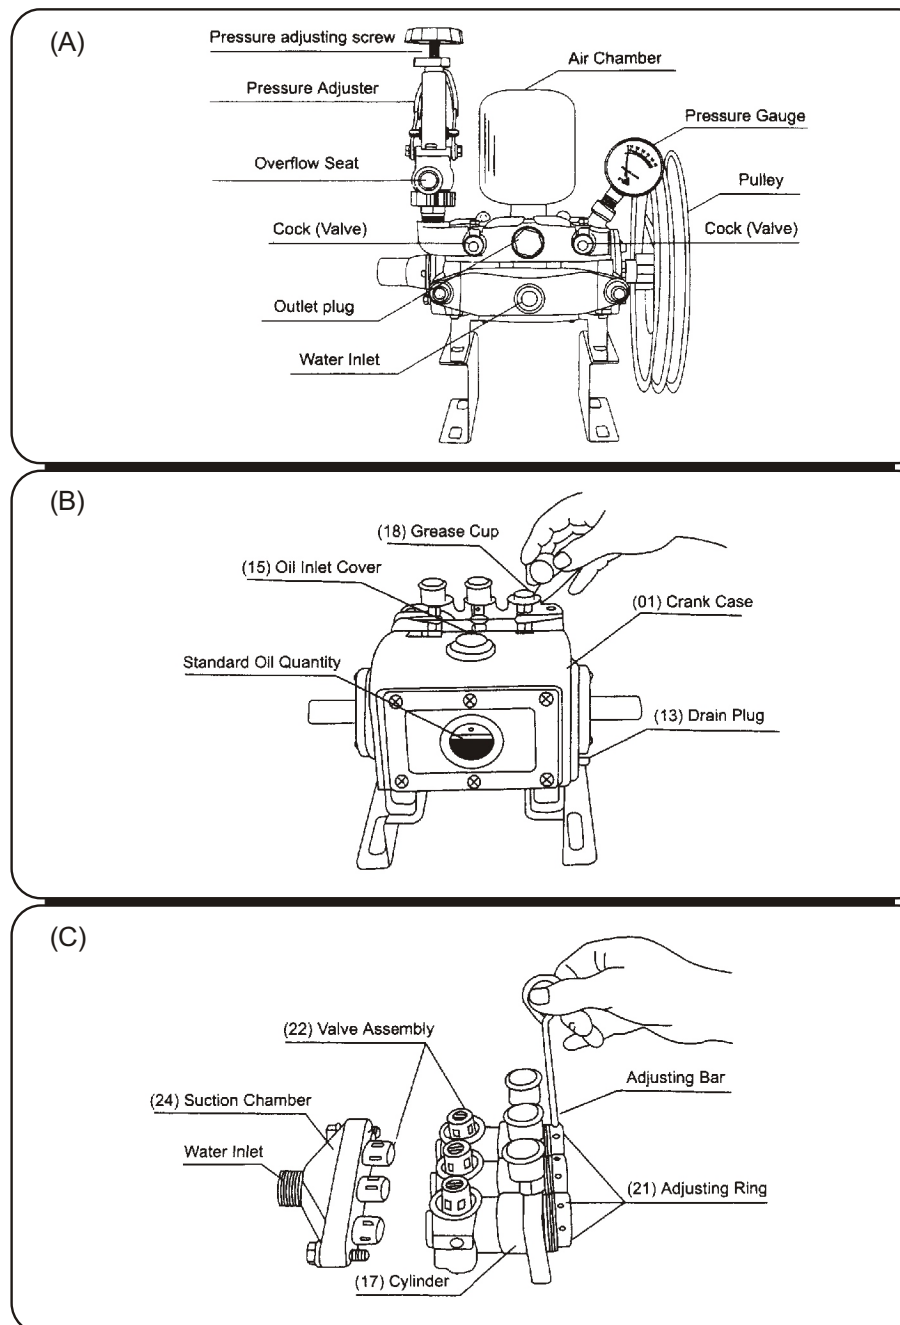 (A)
Pressure adjusting screw
Air Chamber
Pressure Adjuster
Pressure Gauge
Overflow Seat
Pulley
Cock (Valve)
Cock (Valve)
Outlet plug
Water Inlet
(B)
(18) Grease Cup
(15) Oil Inlet Cover
(01) Crank Case
Standard Oil Quantity
(13) Drain Plug
(C)
(22) Valve Assembly
Adjusting Bar
(24) Suction Chamber
Water Inlet
(21) Adjusting Ring
(17) Cylinder